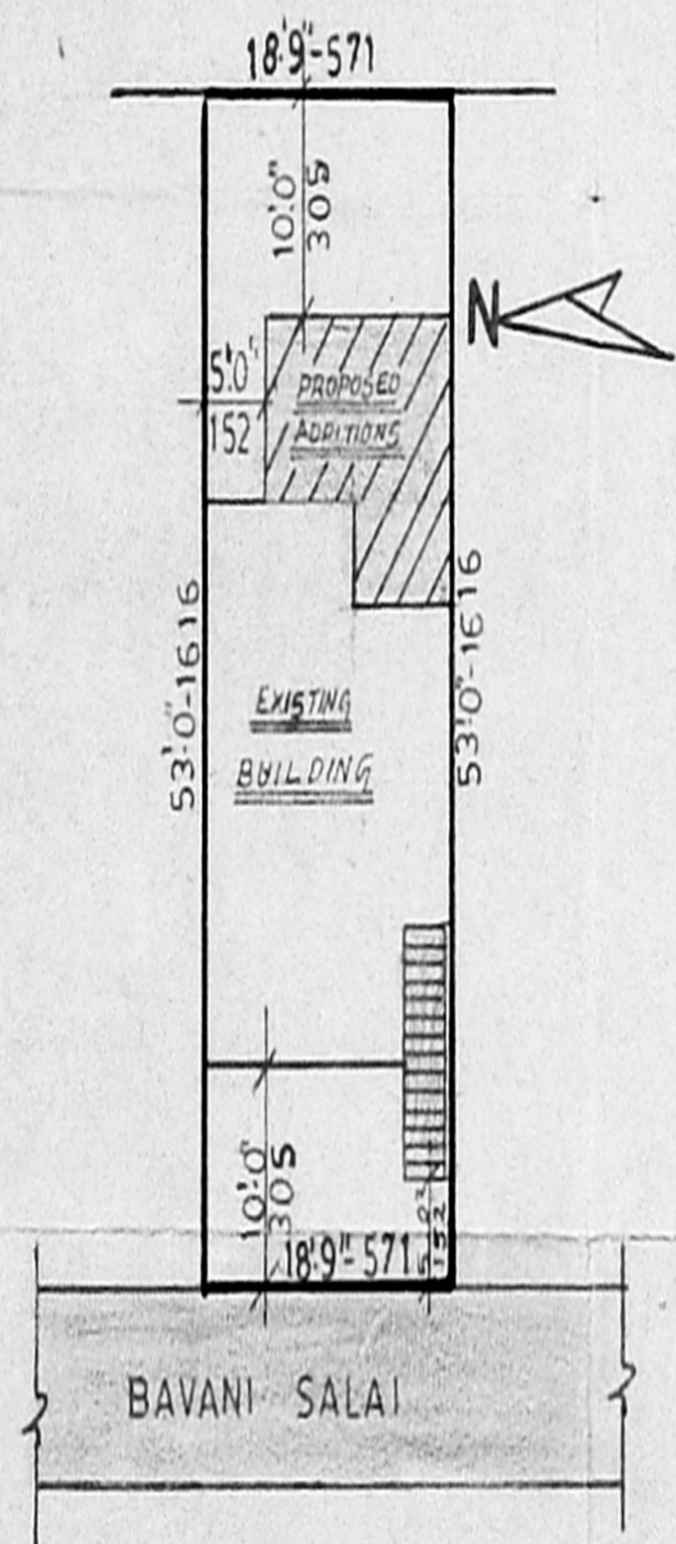 18'9"-571
10'0"
305
N
5'0"
152
PROPOSED
ADDITIONS
53'0"-1616
53'0"-1616
EXISTING
BUILDING
10'0"
305
18'9"-571
152
BAVANI SALAI